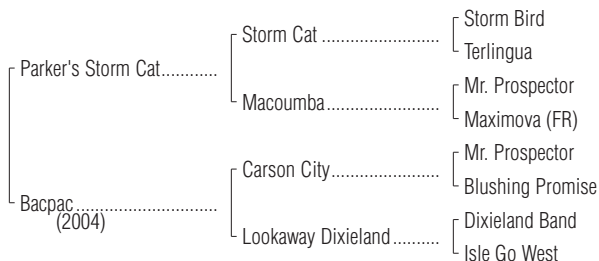 Storm Bird
Storm Cat ........................
Terlingua
Parker's Storm Cat............
Mr. Prospector
Macoumba.......................
Maximova (FR)
Mr. Prospector
Carson City......................
Blushing Promise
Bacpac .............................
(2004)
Dixieland Band
Lookaway Dixieland..........
Isle Go West